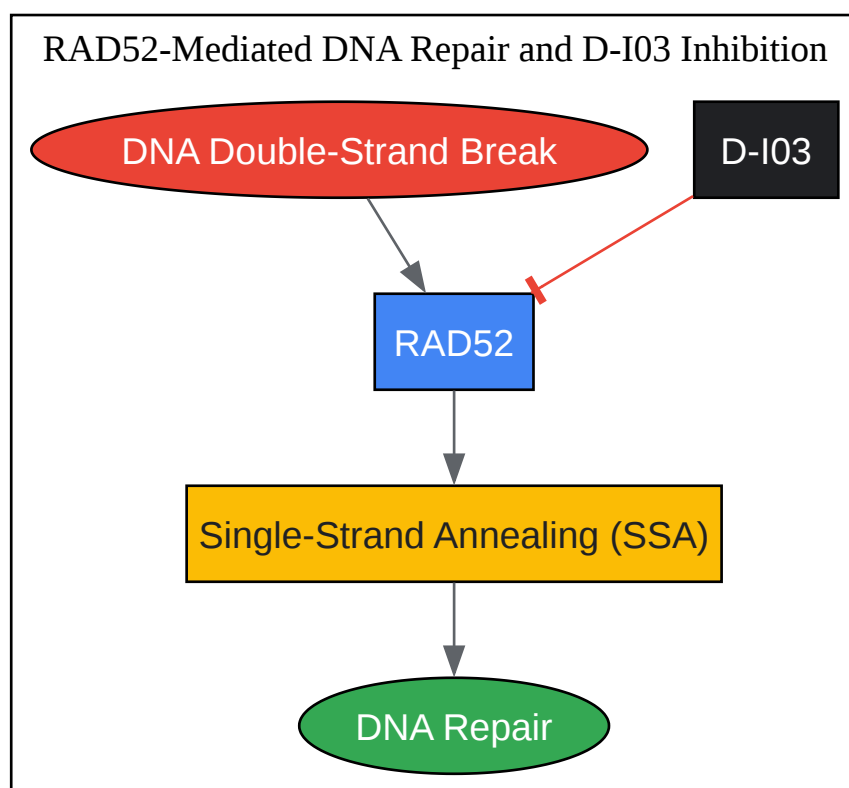 RAD52-Mediated DNA Repair and D-I03 Inhibition
DNA Double-Strand Break
D-I03
RAD52
Single-Strand Annealing (SSA)
DNA Repair